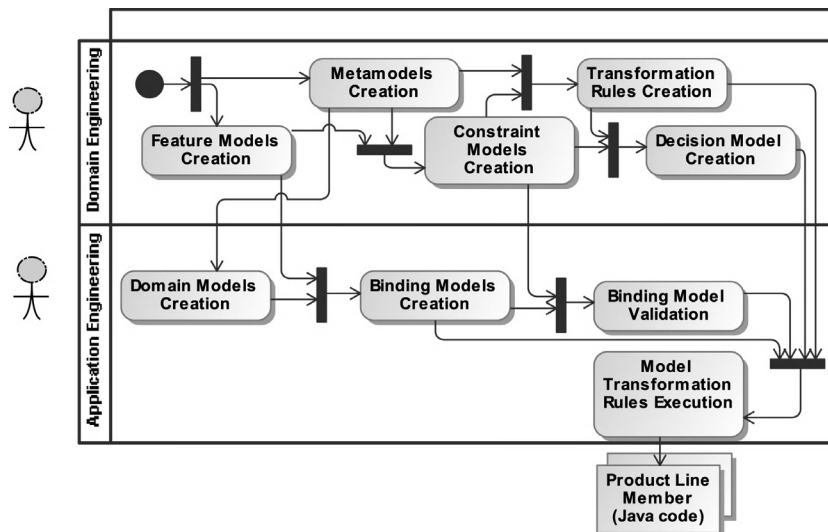 Domain Engineering
Metamodels
Creation
Transformation
Rules Creation
Feature Models
Creation
Constraint
Models
Creation
Decision Model
Creation
Application Engineering
Domain Models
Creation
Binding Models
Creation
Binding Model
Validation
Model
Transformation
Rules Execution
Product Line
Member
(Java code)